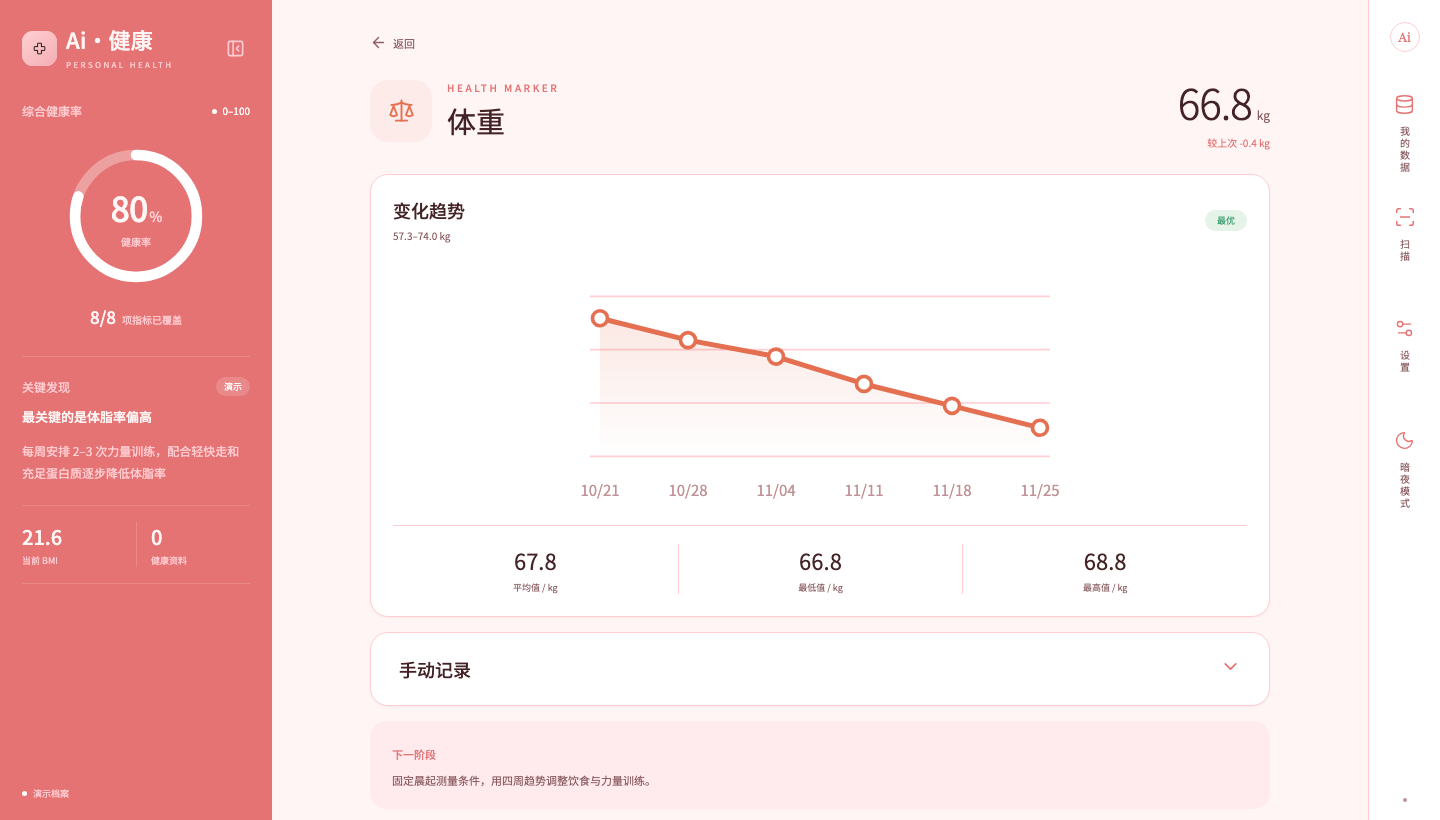 Ai · 健康
PERSONAL HEALTH
综合健康率
0–100
80%
健康率
8/8 项指标已覆盖
关键发现
演示
最关键的是体脂率偏高
每周安排 2–3 次力量训练，配合轻快走和
充足蛋白质逐步降低体脂率
21.6
当前 BMI
0
健康资料
演示档案
返回
HEALTH MARKER
体重
66.8 kg
较上次 -0.4 kg
变化趋势
57.3–74.0 kg
最优
10/21 10/28 11/04 11/11 11/18 11/25
67.8
平均值 / kg
66.8
最低值 / kg
68.8
最高值 / kg
手动记录
下一阶段
固定晨起测量条件，用四周趋势调整饮食与力量训练。
Ai
我的数据
扫描
设置
暗夜模式